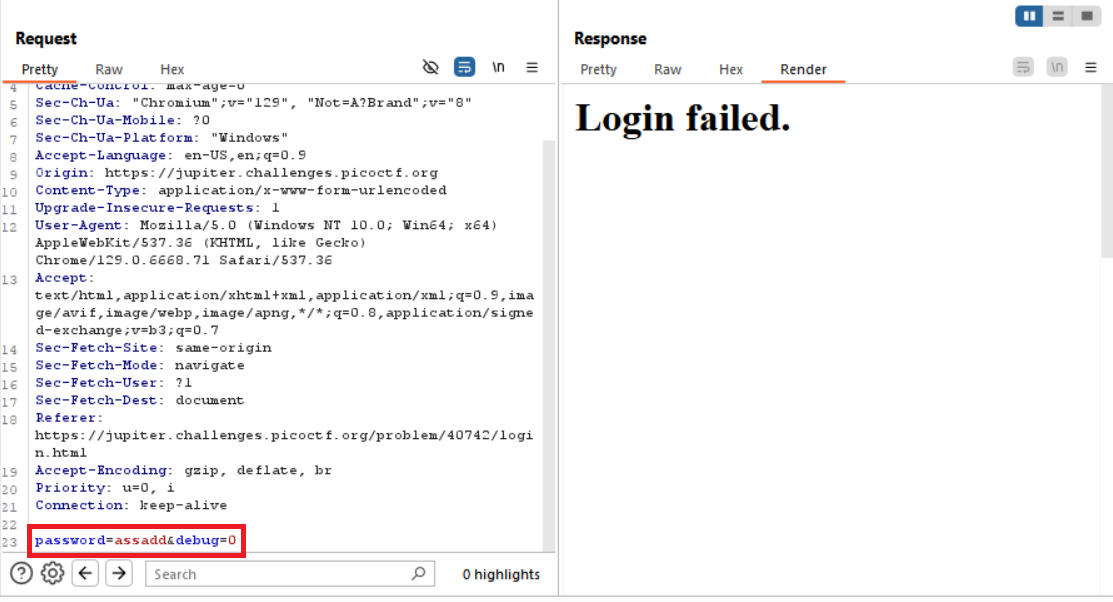 Request
Pretty Raw Hex
\n
4 Cache-Control: max-age=0
5 Sec-Ch-Ua: "Chromium";v="129", "Not=A?Brand";v="8"
6 Sec-Ch-Ua-Mobile: ?0
7 Sec-Ch-Ua-Platform: "Windows"
8 Accept-Language: en-US,en;q=0.9
9 Origin: https://jupiter.challenges.picoctf.org
10 Content-Type: application/x-www-form-urlencoded
11 Upgrade-Insecure-Requests: 1
12 User-Agent: Mozilla/5.0 (Windows NT 10.0; Win64; x64)
AppleWebKit/537.36 (KHTML, like Gecko)
Chrome/129.0.6668.71 Safari/537.36
13 Accept:
text/html,application/xhtml+xml,application/xml;q=0.9,ima
ge/avif,image/webp,image/apng,*/*;q=0.8,application/signe
d-exchange;v=b3;q=0.7
14 Sec-Fetch-Site: same-origin
15 Sec-Fetch-Mode: navigate
16 Sec-Fetch-User: ?1
17 Sec-Fetch-Dest: document
18 Referer:
https://jupiter.challenges.picoctf.org/problem/40742/logi
n.html
19 Accept-Encoding: gzip, deflate, br
20 Priority: u=0, i
21 Connection: keep-alive
22
23 password=assadd&debug=0
Search
0 highlights
Response
Pretty Raw Hex Render
\n
Login failed.